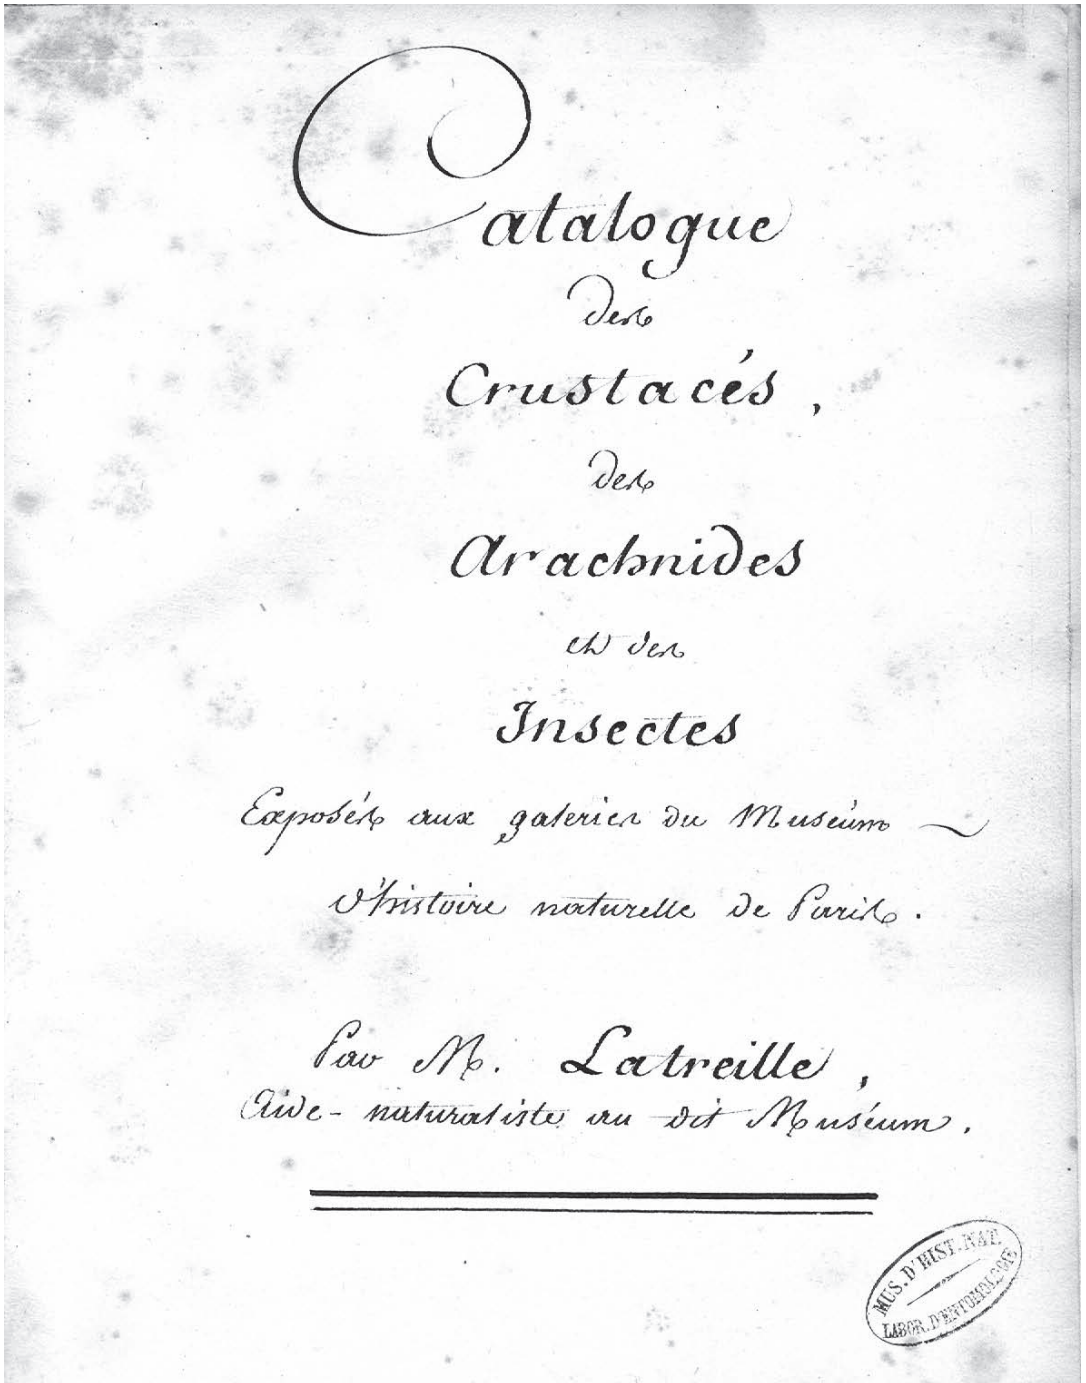 Catalogue
des
Crustacés,
des
Arachnides
et des
Insectes
Exposés aux galeries du Muséum
d'histoire naturelle de Paris.
Par M. Latreille,
Aide-naturaliste au dit Muséum.
MUS. D'HIST. NAT.
LABOR. D'ENTOMOLOGIE